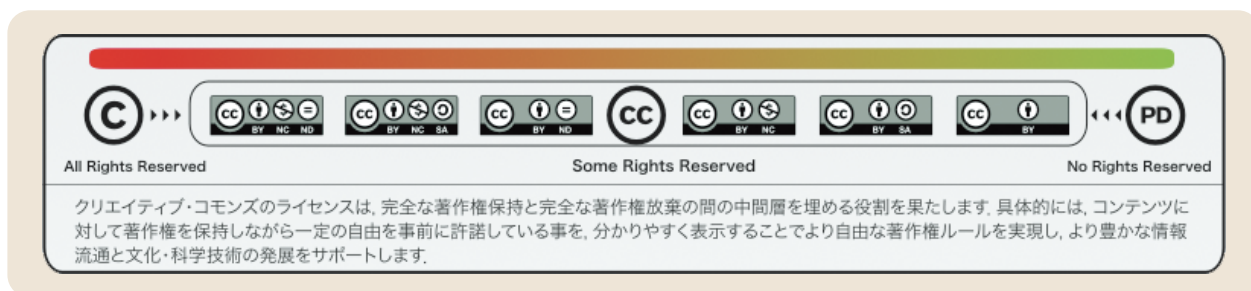 C cc BY NC ND cc BY NC SA cc BY ND CC cc BY NC cc BY SA cc BY PD
All Rights Reserved Some Rights Reserved No Rights Reserved
クリエイティブ・コモンズのライセンスは, 完全な著作権保持と完全な著作権放棄の間の中間層を埋める役割を果たします. 具体的には, コンテンツに
対して著作権を保持しながら一定の自由を事前に許諾している事を, 分かりやすく表示することでより自由な著作権ルールを実現し, より豊かな情報
流通と文化・科学技術の発展をサポートします.